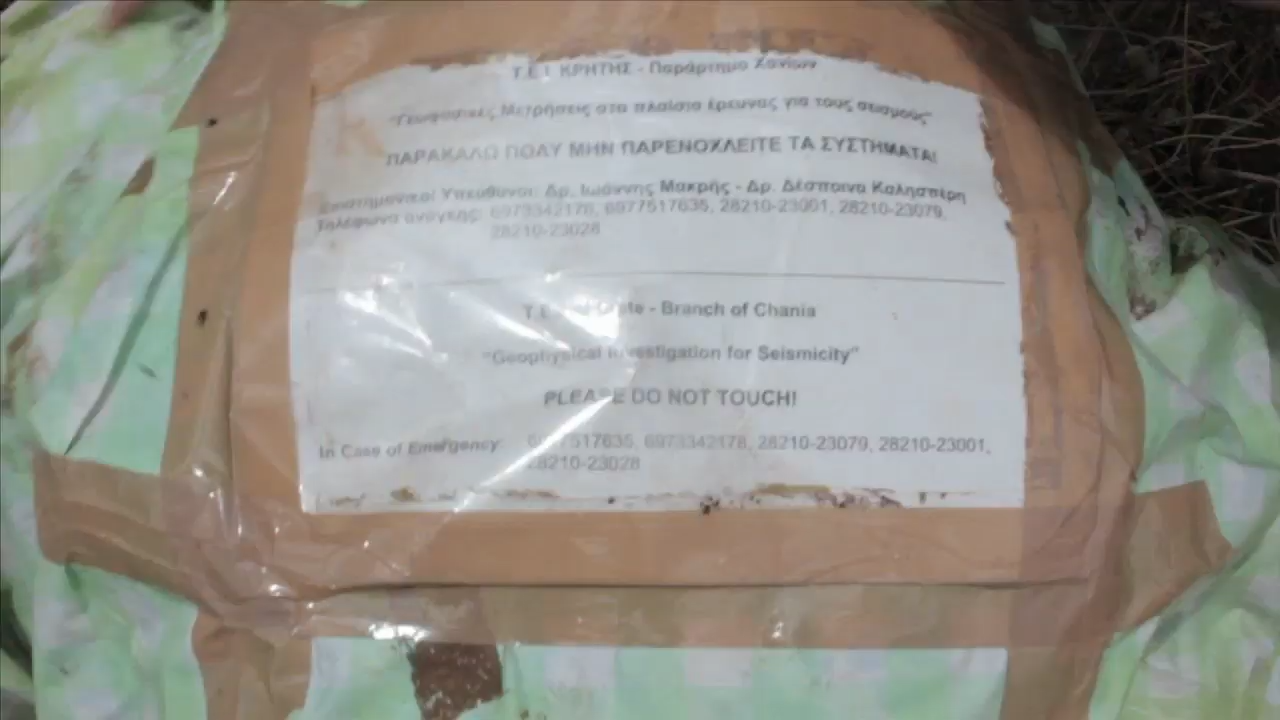 Τ.Ε.Ι. ΚΡΗΤΗΣ - Παράρτημα Χανίων
"Γεωφυσικές Μετρήσεις στα πλαίσια έρευνας για τους σεισμούς"
ΠΑΡΑΚΑΛΩ ΠΟΛΥ ΜΗΝ ΠΑΡΕΝΟΧΛΕΙΤΕ ΤΑ ΣΥΣΤΗΜΑΤΑ!
Επιστημονικοί Υπεύθυνοι: Δρ. Ιωάννης Μακρής - Δρ. Δέσποινα Καλησπέρη
Τηλέφωνα ανάγκης: 6973342178, 6977517635, 28210-23001, 28210-23079,
28210-23028
T.E. Crete - Branch of Chania
"Geophysical Investigation for Seismicity"
PLEASE DO NOT TOUCH!
In Case of Emergency 6977517635, 6973342178, 28210-23079, 28210-23001,
28210-23028